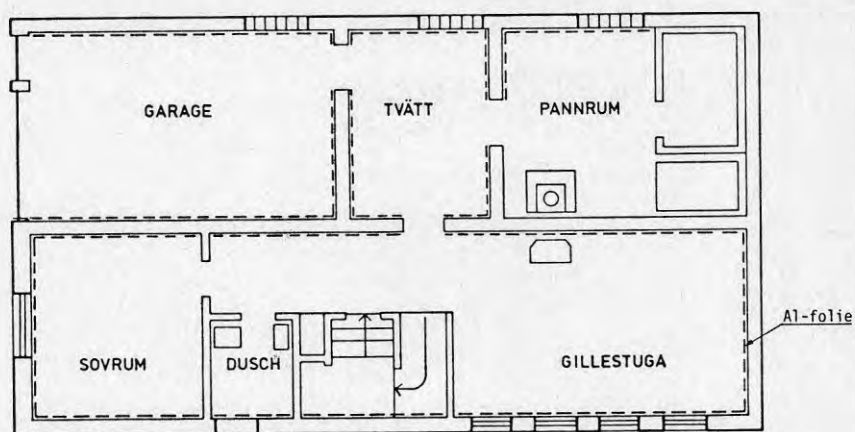 GARAGE
TVÄTT
PANNRUM
Al-folie
SOVRUM
DUSCH
GILLESTUGA